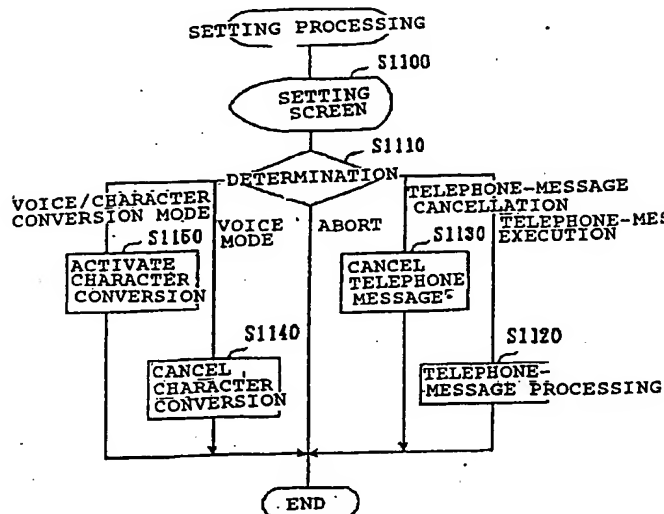 SETTING PROCESSING
S1100
SETTING
SCREEN
S1110
DETERMINATION
VOICE/CHARACTER
CONVERSION MODE
VOICE
MODE
ABORT
TELEPHONE-MESSAGE
CANCELLATION
TELEPHONE-MES
EXECUTION
S1150
ACTIVATE
CHARACTER
CONVERSION
S1130
CANCEL
TELEPHONE
MESSAGE
S1140
CANCEL
CHARACTER
CONVERSION
S1120
TELEPHONE-
MESSAGE PROCESSING
END